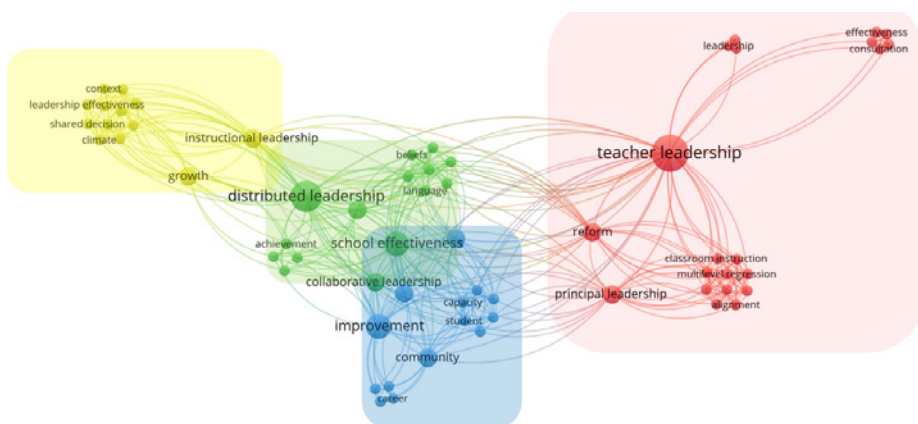 context
leadership effectiveness
shared decision
climate
instructional leadership
growth
distributed leadership
beliefs
language
achievement
school effectiveness
collaborative leadership
capacity
student
improvement
community
career
leadership
effectiveness
consultation
teacher leadership
reform
classroom instruction
multilevel regression
principal leadership
alignment